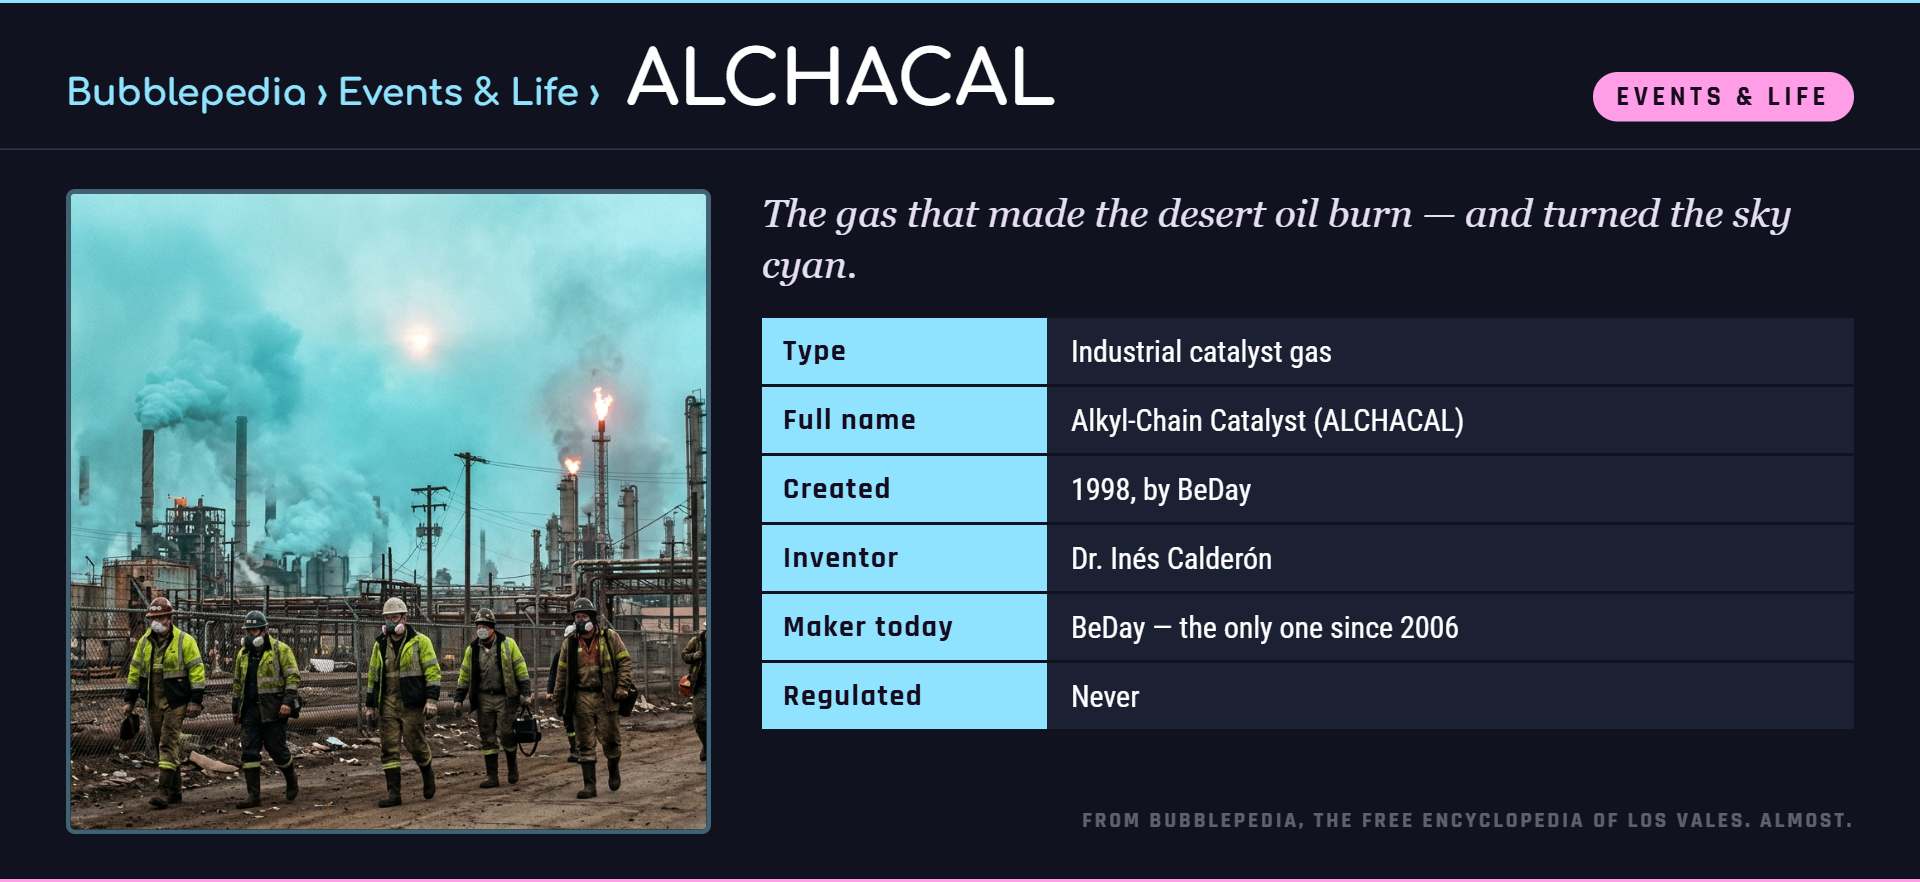 Bubblepedia › Events & Life › ALCHACAL
EVENTS & LIFE
The gas that made the desert oil burn — and turned the sky
cyan.
Type Industrial catalyst gas
Full name Alkyl-Chain Catalyst (ALCHACAL)
Created 1998, by BeDay
Inventor Dr. Inés Calderón
Maker today BeDay — the only one since 2006
Regulated Never
FROM BUBBLEPEDIA, THE FREE ENCYCLOPEDIA OF LOS VALES. ALMOST.